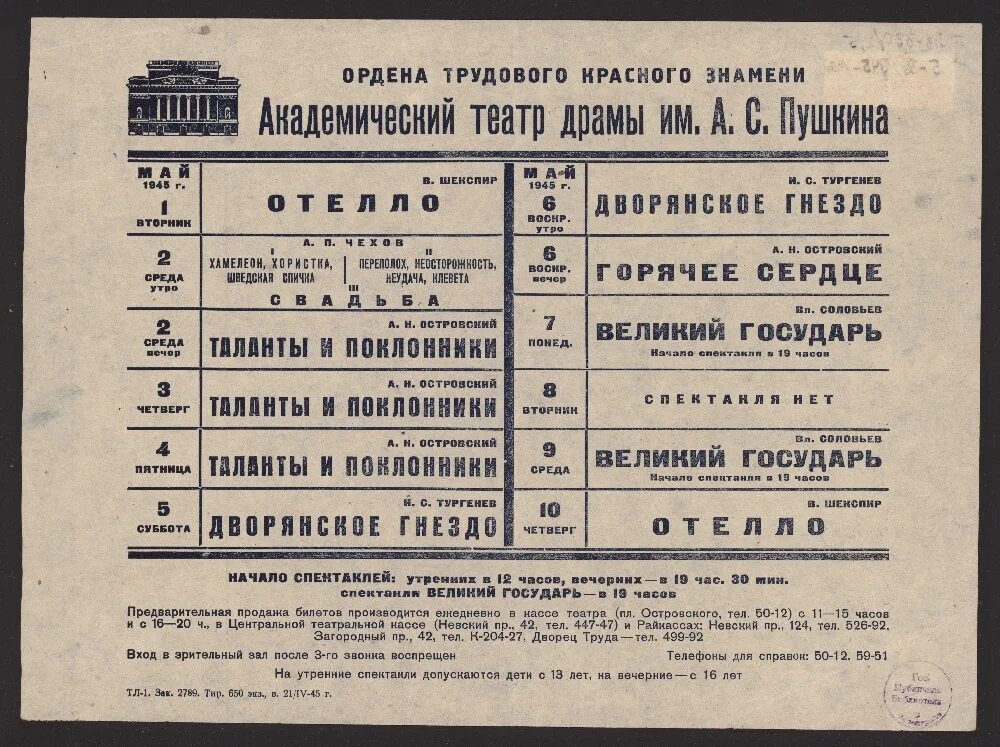 ОРДЕНА ТРУДОВОГО КРАСНОГО ЗНАМЕНИ
Академический театр драмы им. А. С. Пушкина
МАЙ
1945 г.
1
ВТОРНИК
В. ШЕКСПИР
ОТЕЛЛО
2
СРЕДА
утро
А. П. ЧЕХОВ
I
ХАМЕЛЕОН, ХОРИСТКА,
ШВЕДСКАЯ СПИЧКА
II
ПЕРЕПОЛОХ, НЕОСТОРОЖНОСТЬ,
НЕУДАЧА, КЛЕВЕТА
III
СВАДЬБА
2
СРЕДА
вечер
А. Н. ОСТРОВСКИЙ
ТАЛАНТЫ И ПОКЛОННИКИ
3
ЧЕТВЕРГ
А. Н. ОСТРОВСКИЙ
ТАЛАНТЫ И ПОКЛОННИКИ
4
ПЯТНИЦА
А. Н. ОСТРОВСКИЙ
ТАЛАНТЫ И ПОКЛОННИКИ
5
СУББОТА
И. С. ТУРГЕНЕВ
ДВОРЯНСКОЕ ГНЕЗДО
МАЙ
1945 г.
6
ВОСКР.
утро
И. С. ТУРГЕНЕВ
ДВОРЯНСКОЕ ГНЕЗДО
6
ВОСКР.
вечер
А. Н. ОСТРОВСКИЙ
ГОРЯЧЕЕ СЕРДЦЕ
7
ПОНЕД.
Вл. СОЛОВЬЕВ
ВЕЛИКИЙ ГОСУДАРЬ
Начало спектакля в 19 часов
8
ВТОРНИК
СПЕКТАКЛЯ НЕТ
9
СРЕДА
Вл. СОЛОВЬЕВ
ВЕЛИКИЙ ГОСУДАРЬ
Начало спектакля в 19 часов
10
ЧЕТВЕРГ
В. ШЕКСПИР
ОТЕЛЛО
НАЧАЛО СПЕКТАКЛЕЙ: утренних в 12 часов, вечерних — в 19 час. 30 мин.
спектакля ВЕЛИКИЙ ГОСУДАРЬ — в 19 часов
Предварительная продажа билетов производится ежедневно в кассе театра (пл. Островского, тел. 50-12) с 11—15 часов
и с 16—20 ч., в Центральной театральной кассе (Невский пр., 42, тел. 447-47) и Райкассах: Невский пр., 124, тел. 526-92,
Загородный пр., 42, тел. К-204-27, Дворец Труда — тел. 499-92
Вход в зрительный зал после 3-го звонка воспрещен
Телефоны для справок: 50-12. 59-51
На утренние спектакли допускаются дети с 13 лет, на вечерние — с 16 лет
ТЛ-1. Зак. 2789. Тир. 650 экз., в. 21/IV-45 г.
Гос.
Публичная
Библиотека